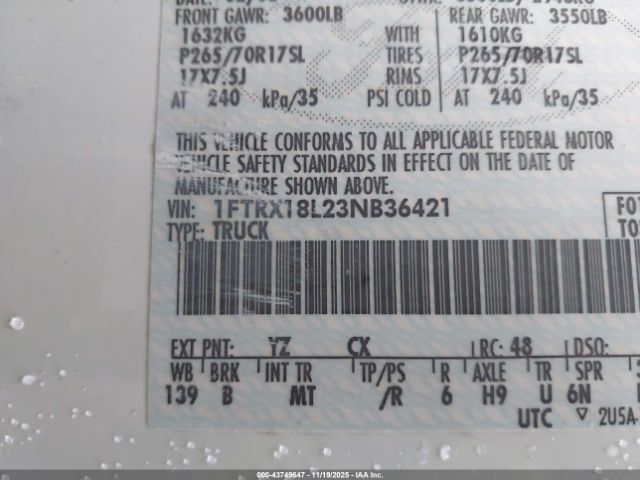 FRONT GAWR: 3600LB REAR GAWR: 3550LB
1632KG WITH 1610KG
P265/70R17SL TIRES P265/70R17SL
17X7.5J RIMS 17X7.5J
AT 240 kPa/35 PSI COLD AT 240 kPa/35
THIS VEHICLE CONFORMS TO ALL APPLICABLE FEDERAL MOTOR
VEHICLE SAFETY STANDARDS IN EFFECT ON THE DATE OF
MANUFACTURE SHOWN ABOVE.
VIN: 1FTRX18L23NB36421
TYPE: TRUCK
EXT PNT: YZ CX RC: 48 DSO:
WB BRK INT TR TP/PS R AXLE TR SPR
139 B MT /R 6 H9 U 6N
UTC ▽ 2U5A-
000-43749647 - 11/19/2025 - IAAI.COM